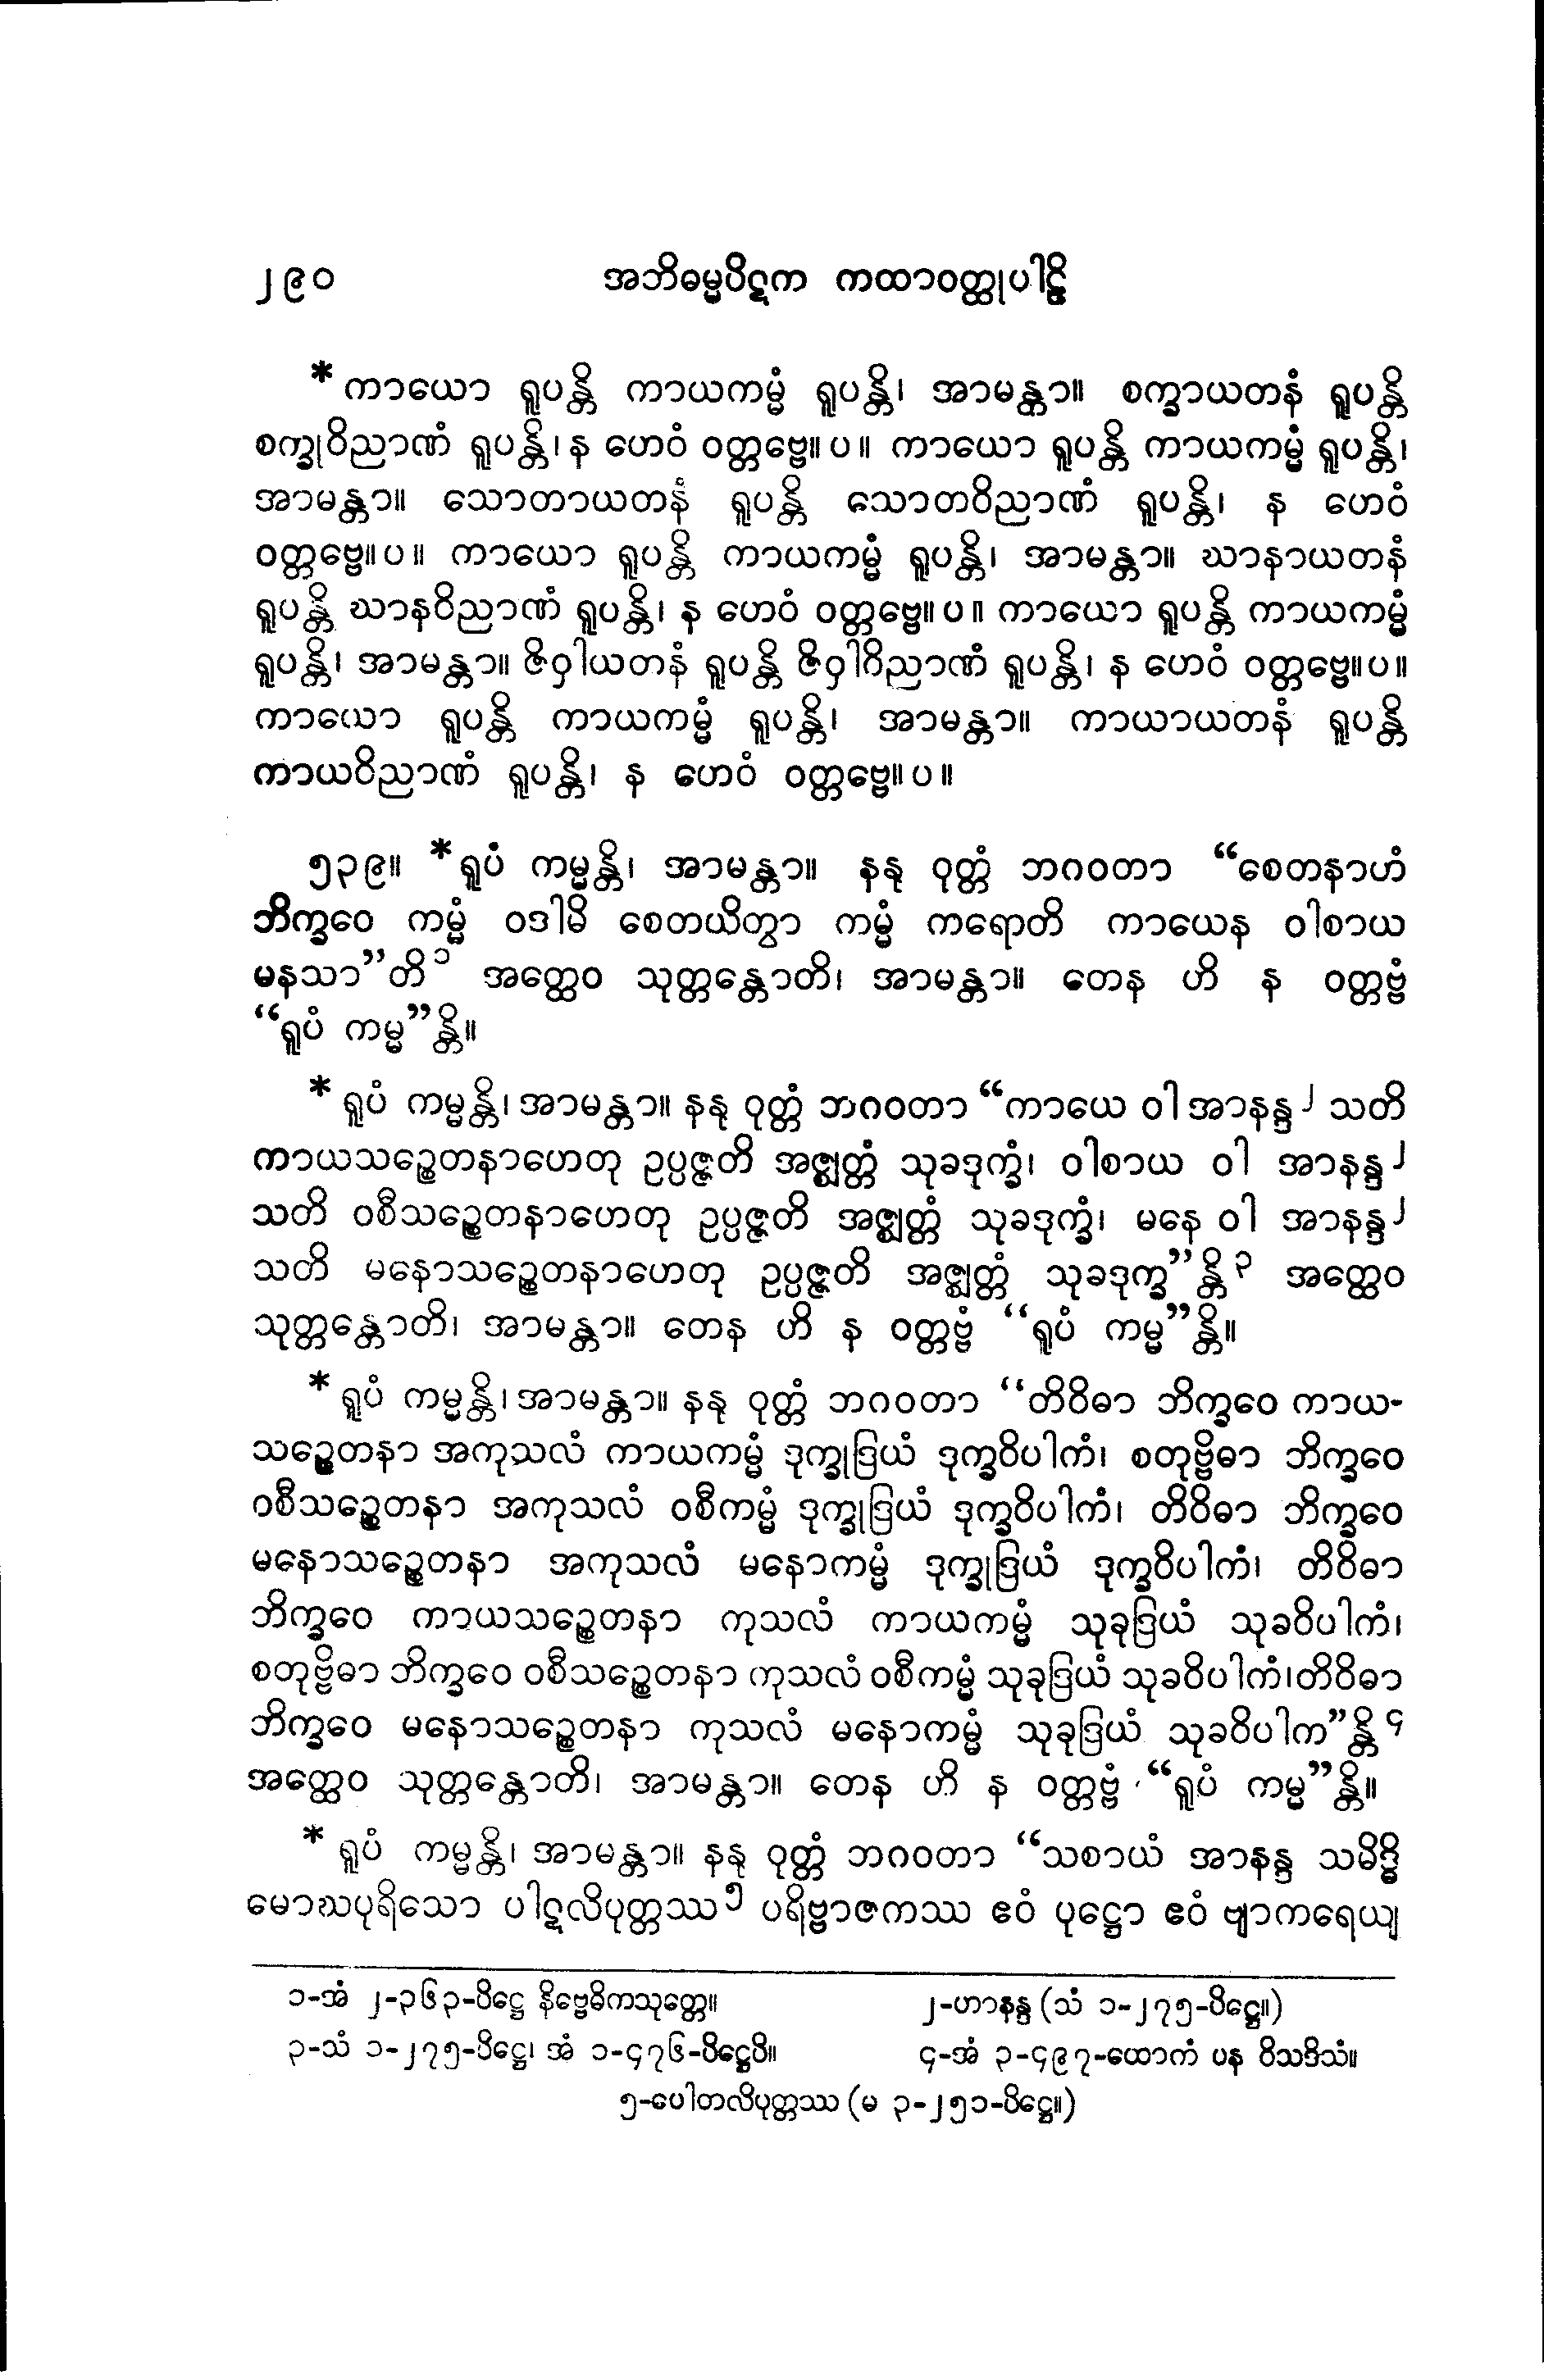 ၂၉၀ အဘိဓမ္မပိဋက ကထာဝတ္ထုပါဠိ
* ကာယော ရူပန္တိ ကာယကမ္မံ ရူပန္တိ၊ အာမန္တာ။ စက္ခာယတနံ ရူပန္တိ
စက္ခုဝိညာဏံ ရူပန္တိ၊ န ဟေဝံ ဝတ္တဗ္ဗေ။ ပ ။ ကာယော ရူပန္တိ ကာယကမ္မံ ရူပန္တိ၊
အာမန္တာ။ သောတာယတနံ ရူပန္တိ သောတဝိညာဏံ ရူပန္တိ၊ န ဟေဝံ
ဝတ္တဗ္ဗေ။ ပ ။ ကာယော ရူပန္တိ ကာယကမ္မံ ရူပန္တိ၊ အာမန္တာ။ ဃာနာယတနံ
ရူပန္တိ ဃာနဝိညာဏံ ရူပန္တိ၊ န ဟေဝံ ဝတ္တဗ္ဗေ။ ပ ။ ကာယော ရူပန္တိ ကာယကမ္မံ
ရူပန္တိ၊ အာမန္တာ။ ဇိဝှါယတနံ ရူပန္တိ ဇိဝှါဝိညာဏံ ရူပန္တိ၊ န ဟေဝံ ဝတ္တဗ္ဗေ။ ပ ။
ကာယော ရူပန္တိ ကာယကမ္မံ ရူပန္တိ၊ အာမန္တာ။ ကာယာယတနံ ရူပန္တိ
ကာယဝိညာဏံ ရူပန္တိ၊ န ဟေဝံ ဝတ္တဗ္ဗေ။ ပ ။
၅၃၉။ * ရူပံ ကမ္မန္တိ၊ အာမန္တာ။ နနု ဝုတ္တံ ဘဂဝတာ “စေတနာဟံ
ဘိက္ခဝေ ကမ္မံ ဝဒါမိ စေတယိတွာ ကမ္မံ ကရောတိ ကာယေန ဝါစာယ
မနသာ”တိ၁ အတ္ထေဝ သုတ္တန္တောတိ၊ အာမန္တာ။ တေန ဟိ န ဝတ္တဗ္ဗံ
“ရူပံ ကမ္မ”န္တိ။
* ရူပံ ကမ္မန္တိ၊ အာမန္တာ။ နနု ဝုတ္တံ ဘဂဝတာ “ကာယေ ဝါ အာနန္ဒ၂ သတိ
ကာယသဉ္စေတနာဟေတု ဥပ္ပဇ္ဇတိ အဇ္ဈတ္တံ သုခဒုက္ခံ၊ ဝါစာယ ဝါ အာနန္ဒ၂
သတိ ဝစီသဉ္စေတနာဟေတု ဥပ္ပဇ္ဇတိ အဇ္ဈတ္တံ သုခဒုက္ခံ၊ မနေ ဝါ အာနန္ဒ၂
သတိ မနောသဉ္စေတနာဟေတု ဥပ္ပဇ္ဇတိ အဇ္ဈတ္တံ သုခဒုက္ခ”န္တိ၃ အတ္ထေဝ
သုတ္တန္တောတိ၊ အာမန္တာ။ တေန ဟိ န ဝတ္တဗ္ဗံ “ရူပံ ကမ္မ”န္တိ။
* ရူပံ ကမ္မန္တိ၊ အာမန္တာ။ နနု ဝုတ္တံ ဘဂဝတာ “တိဝိဓာ ဘိက္ခဝေ ကာယ-
သဉ္စေတနာ အကုသလံ ကာယကမ္မံ ဒုက္ခုဒြယံ ဒုက္ခဝိပါကံ၊ စတုဗ္ဗိဓာ ဘိက္ခဝေ
ဝစီသဉ္စေတနာ အကုသလံ ဝစီကမ္မံ ဒုက္ခုဒြယံ ဒုက္ခဝိပါကံ၊ တိဝိဓာ ဘိက္ခဝေ
မနောသဉ္စေတနာ အကုသလံ မနောကမ္မံ ဒုက္ခုဒြယံ ဒုက္ခဝိပါကံ၊ တိဝိဓာ
ဘိက္ခဝေ ကာယသဉ္စေတနာ ကုသလံ ကာယကမ္မံ သုခုဒြယံ သုခဝိပါကံ၊
စတုဗ္ဗိဓာ ဘိက္ခဝေ ဝစီသဉ္စေတနာ ကုသလံ ဝစီကမ္မံ သုခုဒြယံ သုခဝိပါကံ၊ တိဝိဓာ
ဘိက္ခဝေ မနောသဉ္စေတနာ ကုသလံ မနောကမ္မံ သုခုဒြယံ သုခဝိပါက”န္တိ၄
အတ္ထေဝ သုတ္တန္တောတိ၊ အာမန္တာ။ တေန ဟိ န ဝတ္တဗ္ဗံ “ရူပံ ကမ္မ”န္တိ။
* ရူပံ ကမ္မန္တိ၊ အာမန္တာ။ နနု ဝုတ္တံ ဘဂဝတာ “သစာယံ အာနန္ဒ သမိဒ္ဓိ
မောဃပုရိသော ပါဋလိပုတ္တဿ၅ ပရိဗ္ဗာဇကဿ ဧဝံ ပုဋ္ဌော ဧဝံ ဗျာကရေယျ
၁-အံ ၂-၃၆၃-ပိဋ္ဌေ နိဗ္ဗေဓိကသုတ္တေ။ ၂-ဟာနန္ဒ (သံ ၁-၂၇၅-ပိဋ္ဌေ။)
၃-သံ ၁-၂၇၅-ပိဋ္ဌေ၊ အံ ၁-၄၇၆-ပိဋ္ဌေပိ။ ၄-အံ ၃-၄၉၇-ထောကံ ပန ဝိသဒိသံ။
၅-ပေါတလိပုတ္တဿ (မ ၃-၂၅၁-ပိဋ္ဌေ။)